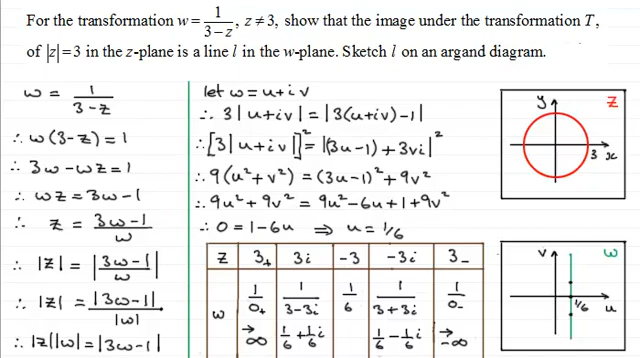 For the transformation w = 1/(3−z), z ≠ 3, show that the image under the transformation T,
of |z| = 3 in the z-plane is a line l in the w-plane. Sketch l on an argand diagram.
w = 1/(3−z)
∴ w(3−z) = 1
∴ 3w − wz = 1
∴ wz = 3w − 1
∴ z = (3w−1)/w
∴ |z| = |(3w−1)/w|
∴ |z| = |3w−1|/|w|
∴ |z||w| = |3w−1|
let w = u+iv
∴ 3|u+iv| = |3(u+iv)−1|
∴ [3|u+iv|]² = |(3u−1)+3vi|²
∴ 9(u²+v²) = (3u−1)²+9v²
∴ 9u²+9v² = 9u²−6u+1+9v²
∴ 0 = 1−6u ⇒ u = 1/6
z 3₊ 3i −3 −3i 3₋
w 1/0₊ 1/(3−3i) 1/6 1/(3+3i) 1/0₋
→∞ 1/6+1/6i 1/6−1/6i →−∞
y z
3 x
v w
1/6 u